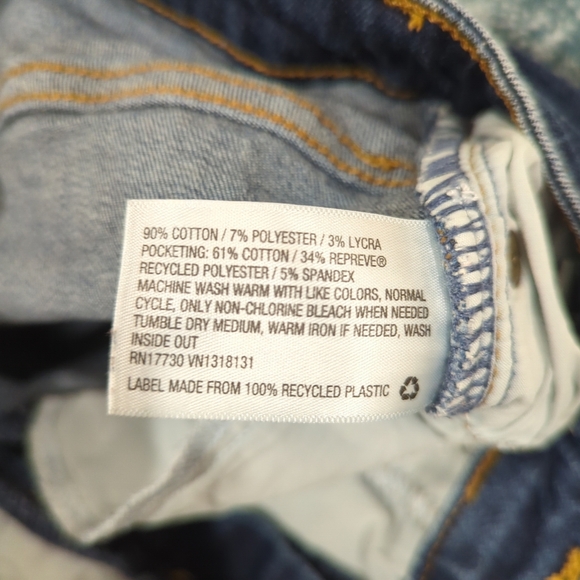 90% COTTON / 7% POLYESTER / 3% LYCRA
POCKETING: 61% COTTON / 34% REPREVE®
RECYCLED POLYESTER / 5% SPANDEX
MACHINE WASH WARM WITH LIKE COLORS, NORMAL
CYCLE, ONLY NON-CHLORINE BLEACH WHEN NEEDED
TUMBLE DRY MEDIUM, WARM IRON IF NEEDED, WASH
INSIDE OUT
RN17730 VN1318131
LABEL MADE FROM 100% RECYCLED PLASTIC